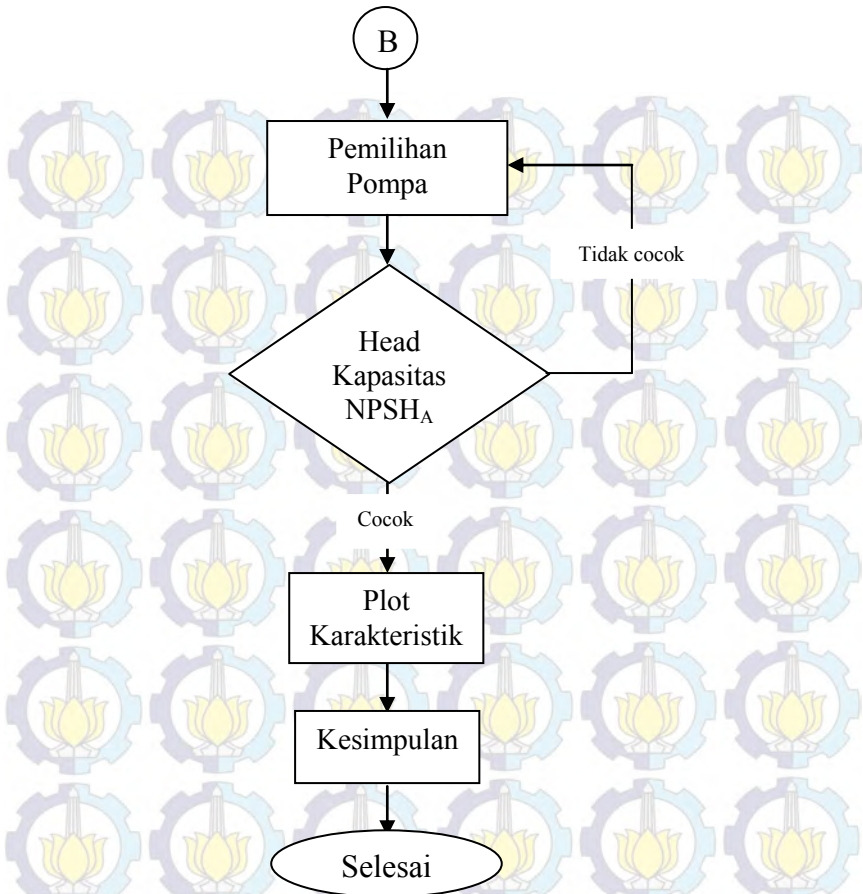 B
Pemilihan
Pompa
Tidak cocok
Head
Kapasitas
NPSHA
Cocok
Plot
Karakteristik
Kesimpulan
Selesai